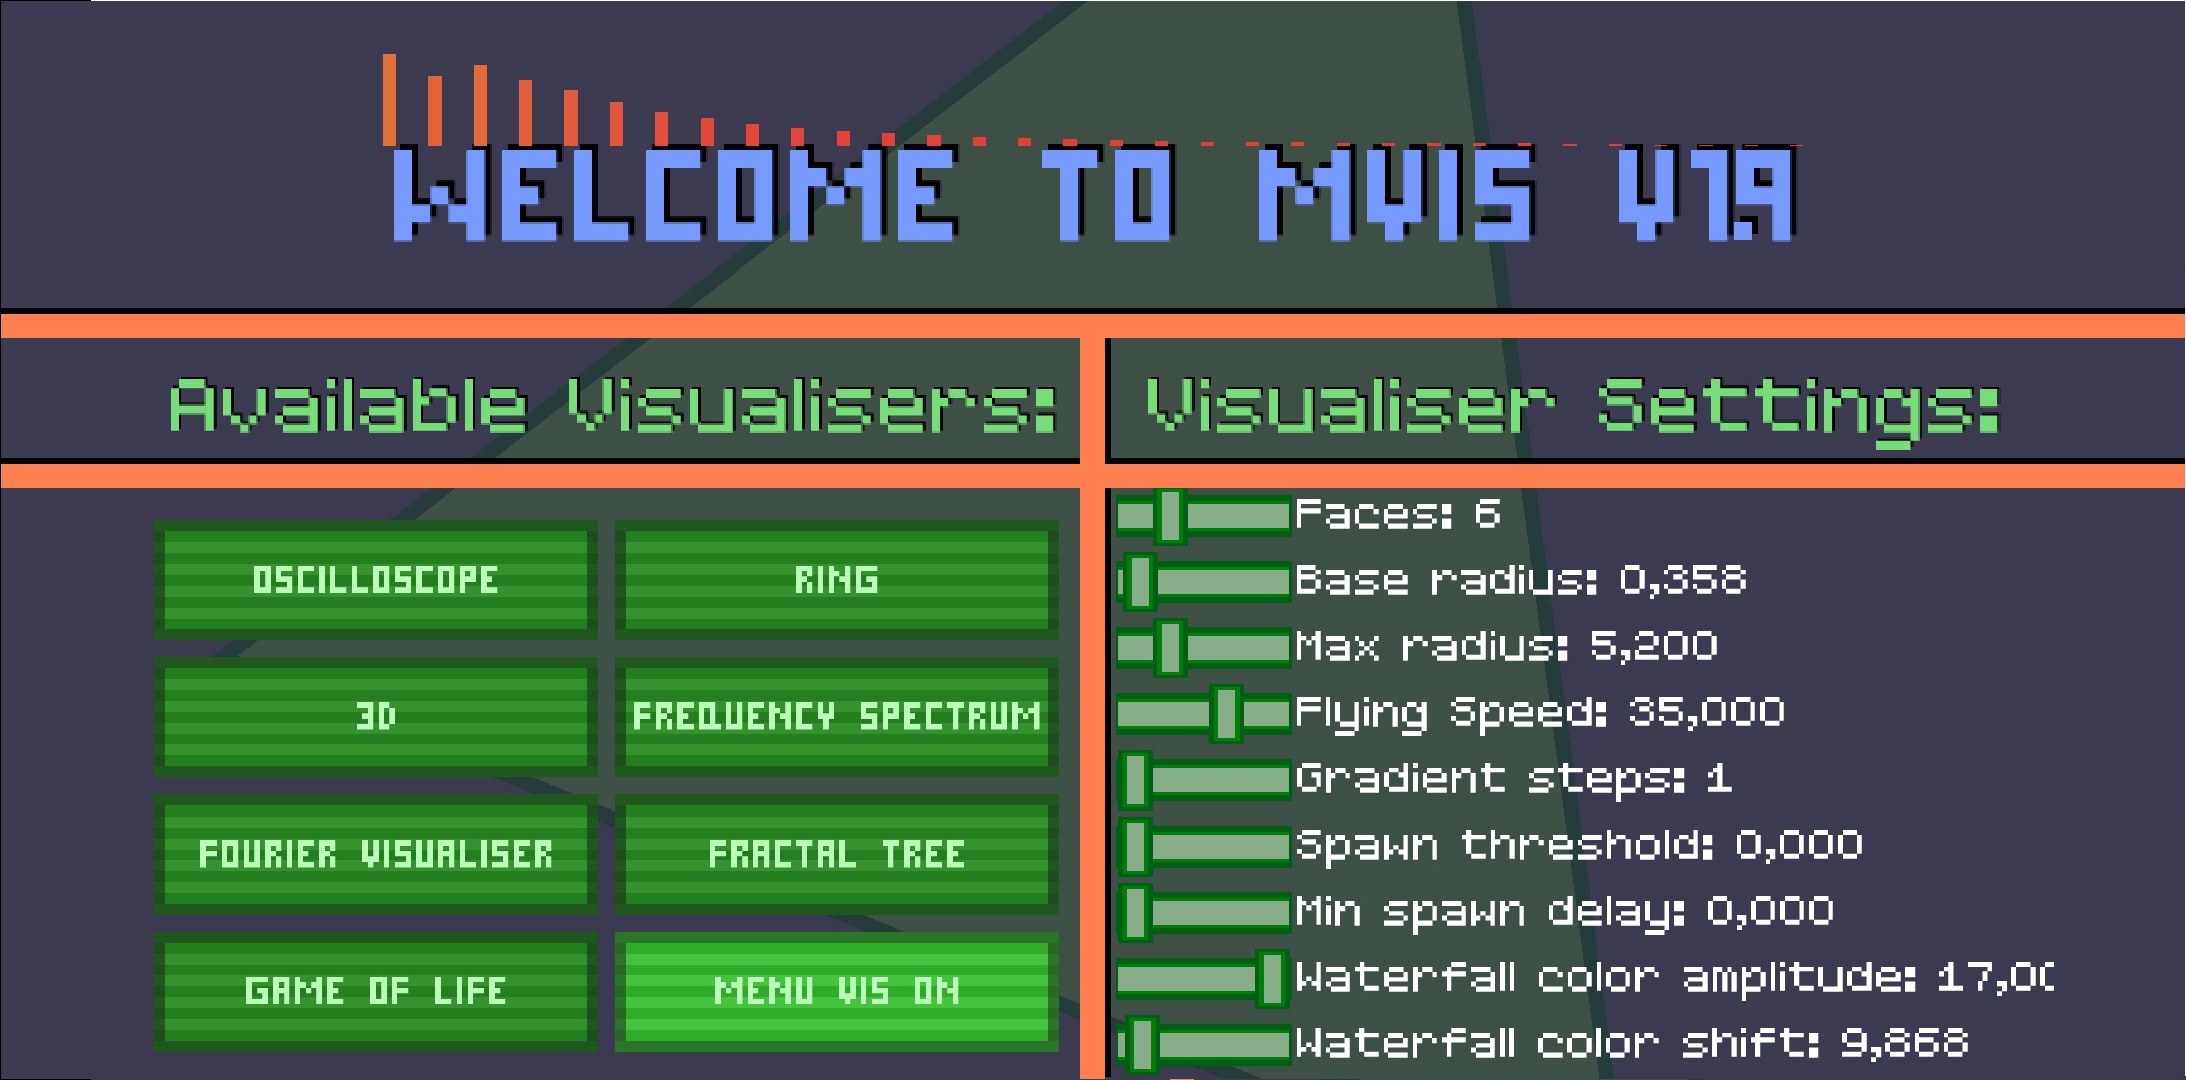 WELCOME TO MVIS V1.9
Available Visualisers:
Visualiser Settings:
OSCILLOSCOPE
RING
3D
FREQUENCY SPECTRUM
FOURIER VISUALISER
FRACTAL TREE
GAME OF LIFE
MENU VIS ON
Faces: 6
Base radius: 0,358
Max radius: 5,200
Flying Speed: 35,000
Gradient steps: 1
Spawn threshold: 0,000
Min spawn delay: 0,000
Waterfall color amplitude: 17,00
Waterfall color shift: 9,868